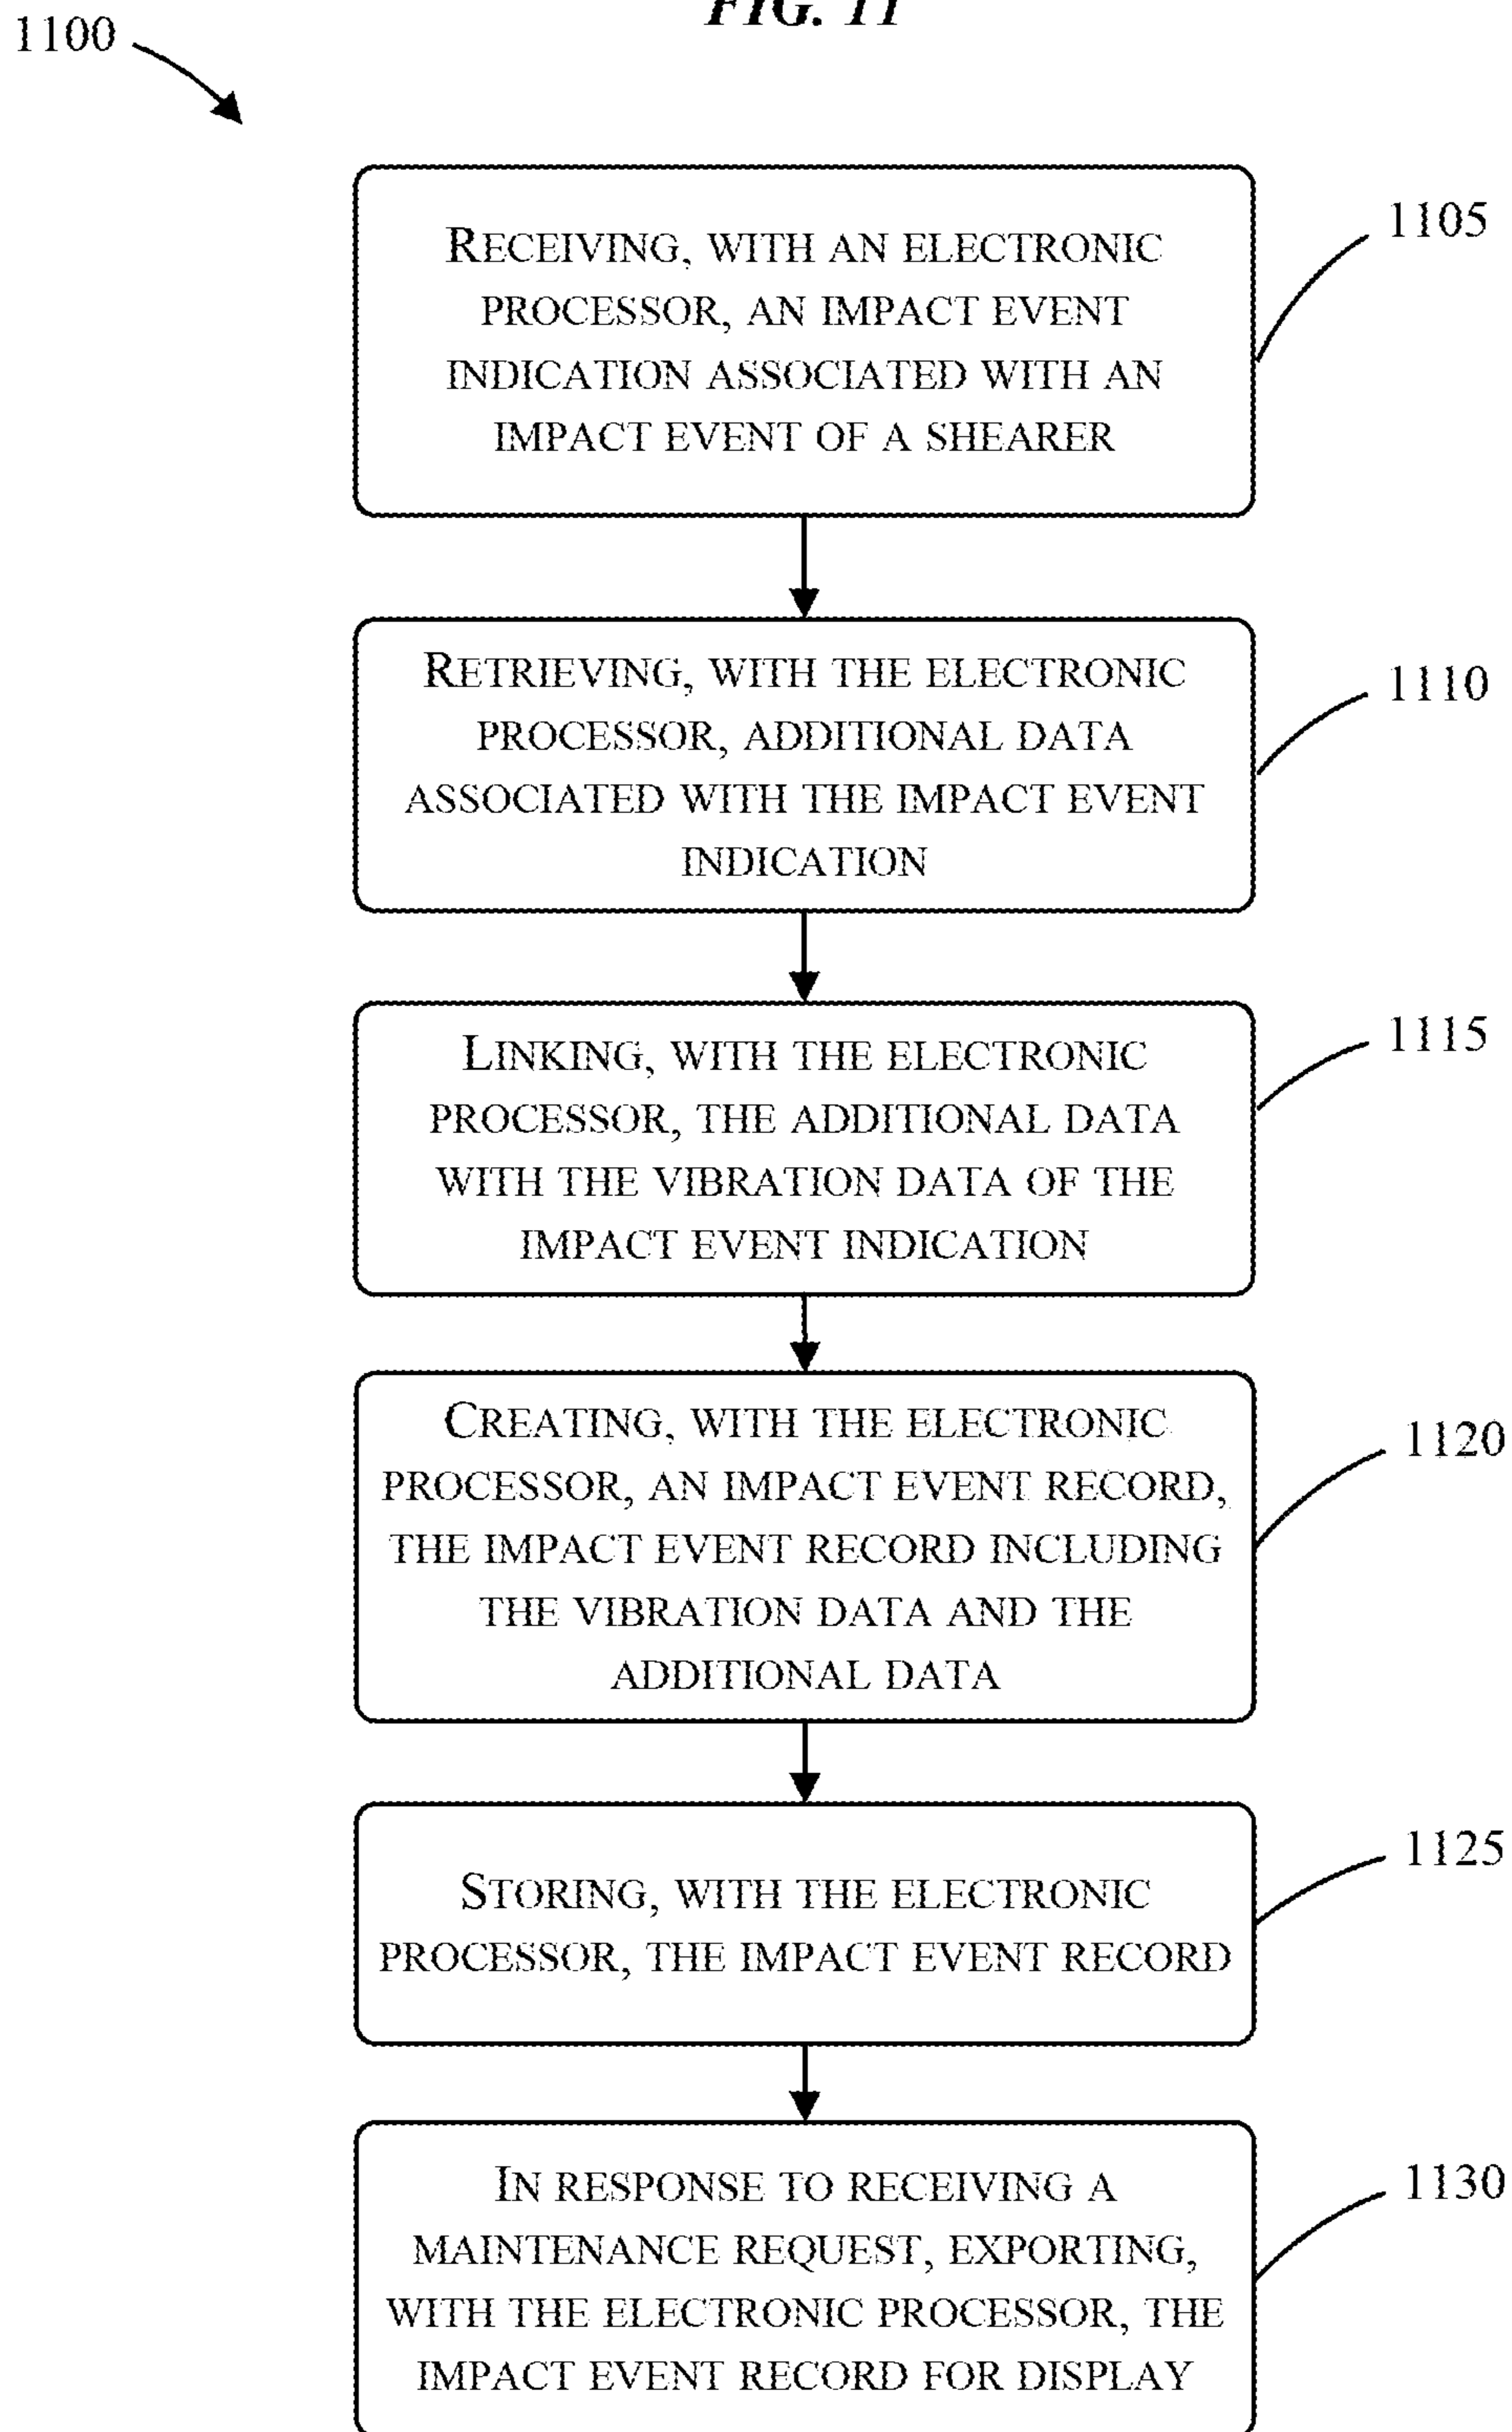 FIG. 11
1100
RECEIVING, WITH AN ELECTRONIC
PROCESSOR, AN IMPACT EVENT
INDICATION ASSOCIATED WITH AN
IMPACT EVENT OF A SHEARER
1105
RETRIEVING, WITH THE ELECTRONIC
PROCESSOR, ADDITIONAL DATA
ASSOCIATED WITH THE IMPACT EVENT
INDICATION
1110
LINKING, WITH THE ELECTRONIC
PROCESSOR, THE ADDITIONAL DATA
WITH THE VIBRATION DATA OF THE
IMPACT EVENT INDICATION
1115
CREATING, WITH THE ELECTRONIC
PROCESSOR, AN IMPACT EVENT RECORD,
THE IMPACT EVENT RECORD INCLUDING
THE VIBRATION DATA AND THE
ADDITIONAL DATA
1120
STORING, WITH THE ELECTRONIC
PROCESSOR, THE IMPACT EVENT RECORD
1125
IN RESPONSE TO RECEIVING A
MAINTENANCE REQUEST, EXPORTING,
WITH THE ELECTRONIC PROCESSOR, THE
IMPACT EVENT RECORD FOR DISPLAY
1130